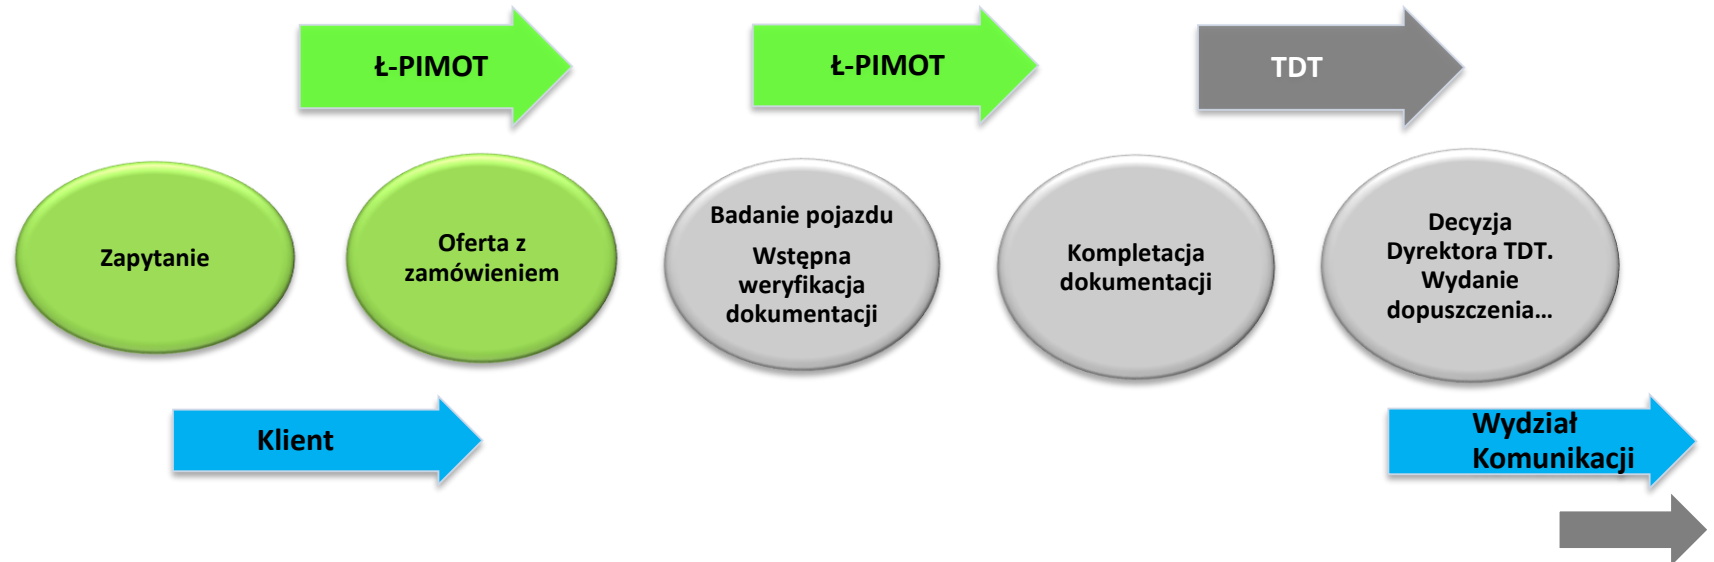 Ł-PIMOT
Ł-PIMOT
TDT
Zapytanie
Oferta z
zamówieniem
Badanie pojazdu
Wstępna
weryfikacja
dokumentacji
Kompletacja
dokumentacji
Decyzja
Dyrektora TDT.
Wydanie
dopuszczenia...
Klient
Wydział
Komunikacji